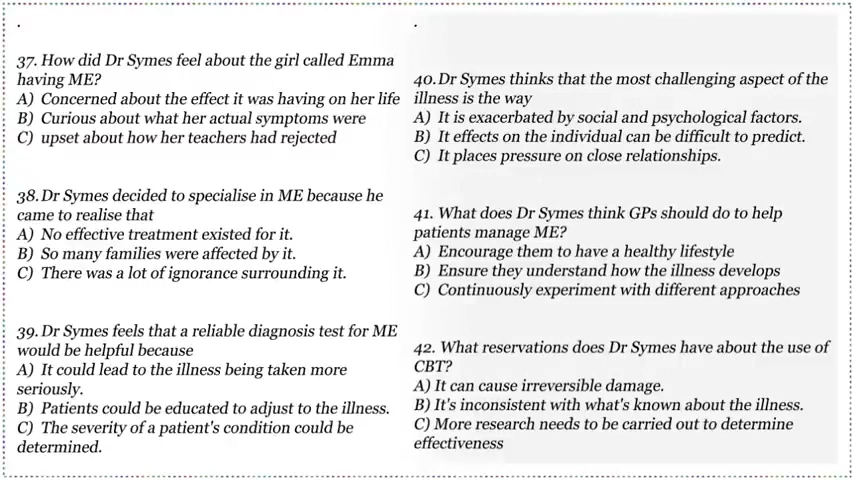 .
37. How did Dr Symes feel about the girl called Emma
having ME?
A) Concerned about the effect it was having on her life
B) Curious about what her actual symptoms were
C) upset about how her teachers had rejected
38. Dr Symes decided to specialise in ME because he
came to realise that
A) No effective treatment existed for it.
B) So many families were affected by it.
C) There was a lot of ignorance surrounding it.
39. Dr Symes feels that a reliable diagnosis test for ME
would be helpful because
A) It could lead to the illness being taken more
seriously.
B) Patients could be educated to adjust to the illness.
C) The severity of a patient's condition could be
determined.
.
40. Dr Symes thinks that the most challenging aspect of the
illness is the way
A) It is exacerbated by social and psychological factors.
B) It effects on the individual can be difficult to predict.
C) It places pressure on close relationships.
41. What does Dr Symes think GPs should do to help
patients manage ME?
A) Encourage them to have a healthy lifestyle
B) Ensure they understand how the illness develops
C) Continuously experiment with different approaches
42. What reservations does Dr Symes have about the use of
CBT?
A) It can cause irreversible damage.
B) It's inconsistent with what's known about the illness.
C) More research needs to be carried out to determine
effectiveness